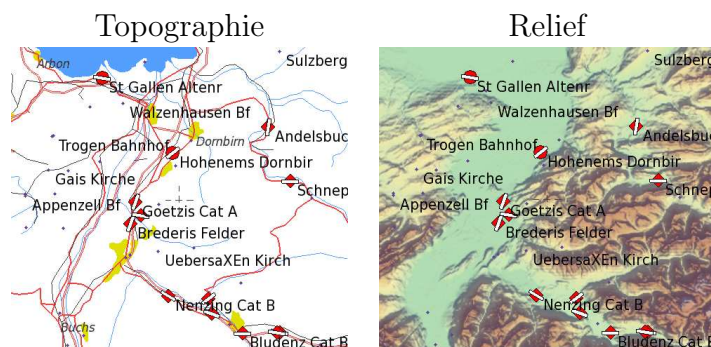 Topographie
Arbon
Sulzberg
St Gallen Altenr
Walzenhausen Bf
Dornbirn
Andelsbuc
Trogen Bahnhof
Hohenems Dornbir
Gais Kirche
Schnep
Appenzell Bf
Goetzis Cat A
Brederis Felder
UebersaXEn Kirch
Nenzing Cat B
Buchs
Bludenz Cat B
Relief
Sulzberg
St Gallen Altenr
Walzenhausen Bf
Andelsbuc
Trogen Bahnhof
Hohenems Dornbir
Gais Kirche
Schnep
Appenzell Bf
Goetzis Cat A
Brederis Felder
UebersaXEn Kirch
Nenzing Cat B
Bludenz Cat B